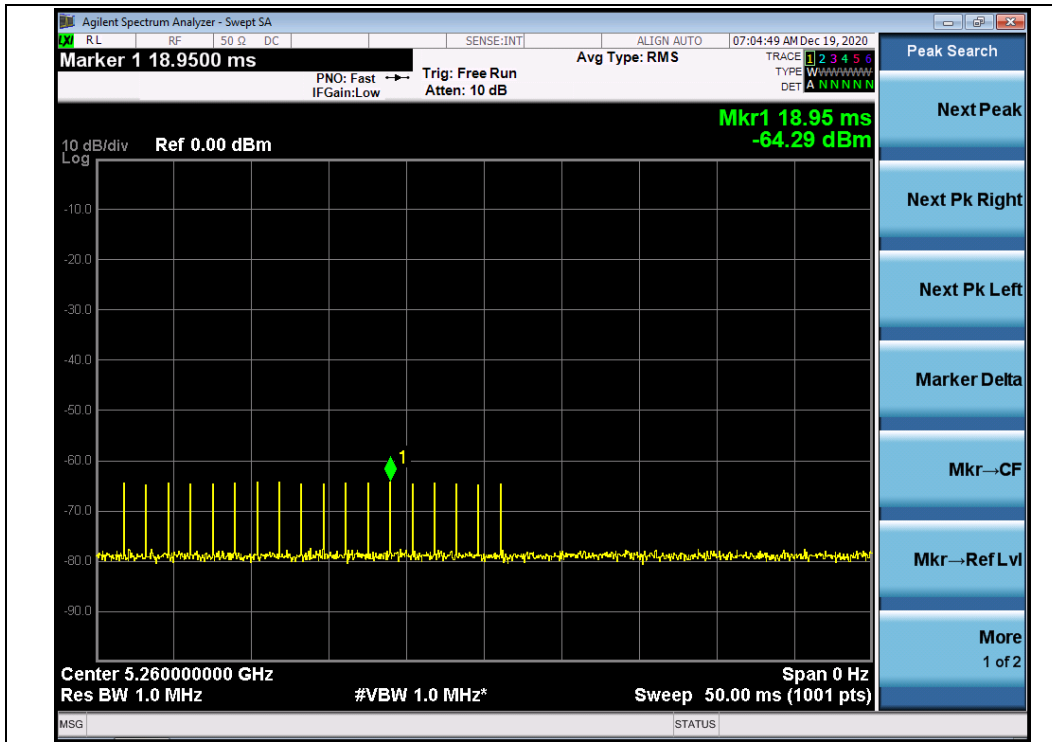 Agilent Spectrum Analyzer - Swept SA
LXI RL RF 50 Ω DC SENSE:INT ALIGN AUTO 07:04:49 AM Dec 19, 2020
Marker 1 18.9500 ms
PNO: Fast
IFGain:Low
Trig: Free Run
Atten: 10 dB
Avg Type: RMS
TRACE 1 2 3 4 5 6
TYPE WWWWWW
DET A N N N N N
Mkr1 18.95 ms
-64.29 dBm
10 dB/div Ref 0.00 dBm
Log
-10.0
-20.0
-30.0
-40.0
-50.0
-60.0
-70.0
-80.0
-90.0
1
Center 5.260000000 GHz Span 0 Hz
Res BW 1.0 MHz #VBW 1.0 MHz* Sweep 50.00 ms (1001 pts)
MSG STATUS
Peak Search
Next Peak
Next Pk Right
Next Pk Left
Marker Delta
Mkr→CF
Mkr→Ref Lvl
More
1 of 2